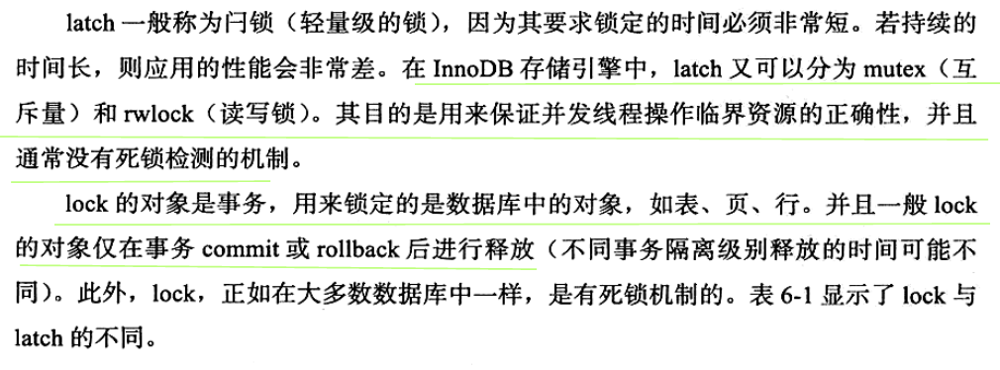 latch 一般称为闩锁（轻量级的锁），因为其要求锁定的时间必须非常短。若持续的
时间长，则应用的性能会非常差。在 InnoDB 存储引擎中，latch 又可以分为 mutex（互
斥量）和 rwlock（读写锁）。其目的是用来保证并发线程操作临界资源的正确性，并且
通常没有死锁检测的机制。
lock 的对象是事务，用来锁定的是数据库中的对象，如表、页、行。并且一般 lock
的对象仅在事务 commit 或 rollback 后进行释放（不同事务隔离级别释放的时间可能不
同）。此外，lock，正如在大多数数据库中一样，是有死锁机制的。表 6-1 显示了 lock 与
latch 的不同。